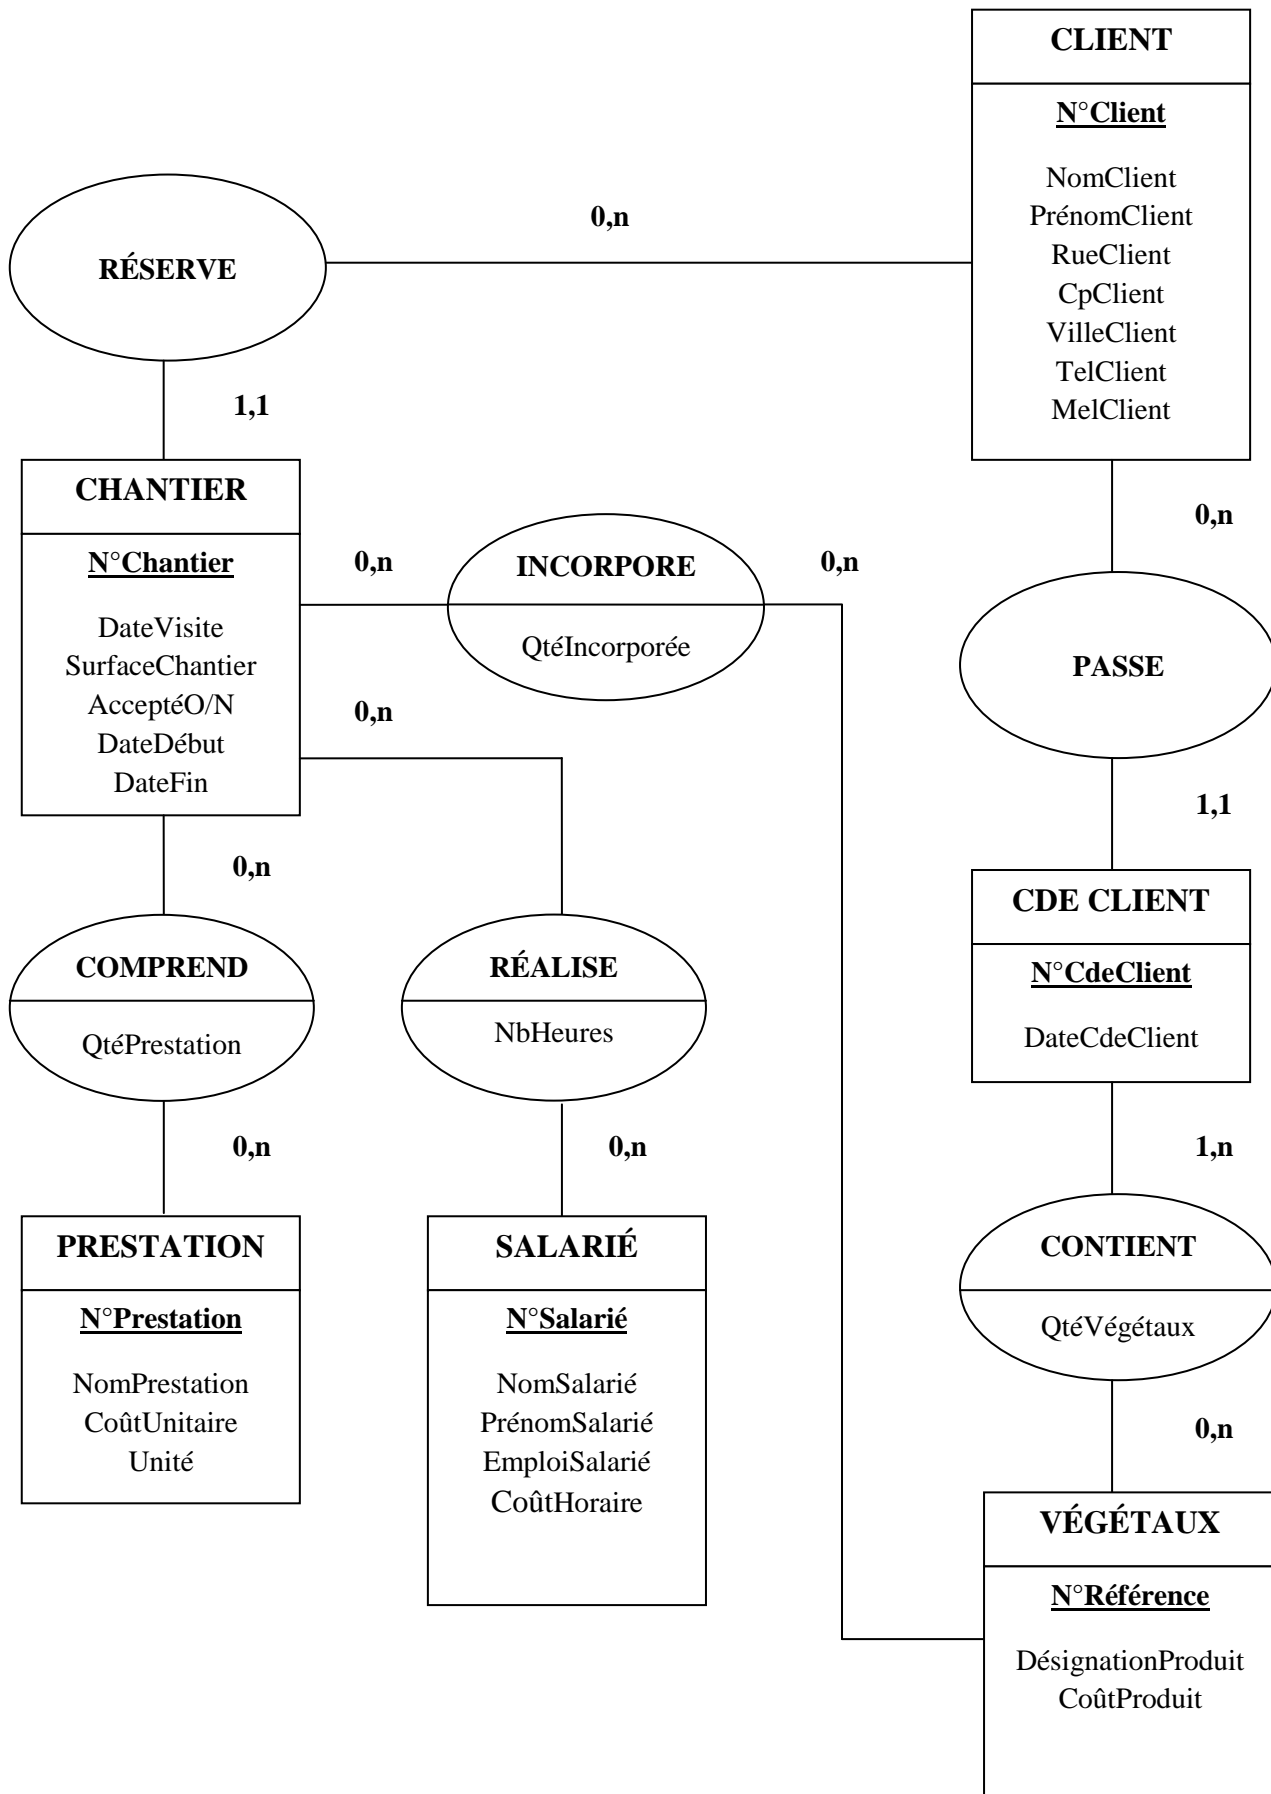 CLIENT
N°Client
NomClient
PrénomClient
RueClient
CpClient
VilleClient
TelClient
MelClient
0,n
RÉSERVE
1,1
CHANTIER
N°Chantier
DateVisite
SurfaceChantier
AcceptéO/N
DateDébut
DateFin
0,n
INCORPORE
QtéIncorporée
0,n
0,n
0,n
PASSE
1,1
CDE CLIENT
N°CdeClient
DateCdeClient
0,n
COMPREND
QtéPrestation
RÉALISE
NbHeures
0,n
0,n
1,n
PRESTATION
N°Prestation
NomPrestation
CoûtUnitaire
Unité
SALARIÉ
N°Salarié
NomSalarié
PrénomSalarié
EmploiSalarié
CoûtHoraire
CONTIENT
QtéVégétaux
0,n
VÉGÉTAUX
N°Référence
DésignationProduit
CoûtProduit